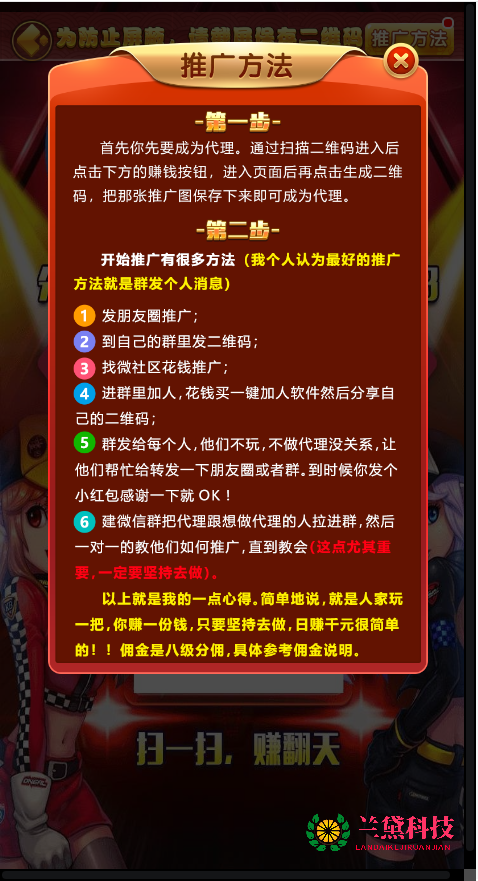 推广方法
推广方法
-第一步-
首先你先要成为代理。通过扫描二维码进入后
点击下方的赚钱按钮，进入页面后再点击生成二维
码，把那张推广图保存下来即可成为代理。
-第二步-
开始推广有很多方法（我个人认为最好的推广
方法就是群发个人消息）
1 发朋友圈推广；
2 到自己的群里发二维码；
3 找微社区花钱推广；
4 进群里加人，花钱买一键加人软件然后分享自
己的二维码；
5 群发给每个人，他们不玩，不做代理没关系，让
他们帮忙给转发一下朋友圈或者群。到时候你发个
小红包感谢一下就 OK！
6 建微信群把代理跟想做代理的人拉进群，然后
一对一的教他们如何推广，直到教会（这点尤其重
要，一定要坚持去做）。
以上就是我的一点心得。简单地说，就是人家玩
一把，你赚一份钱，只要坚持去做，日赚千元很简单
的！！佣金是八级分佣，具体参考佣金说明。
扫一扫，赚翻天
兰黛科技
LANDAIKEJIRUANJIAN